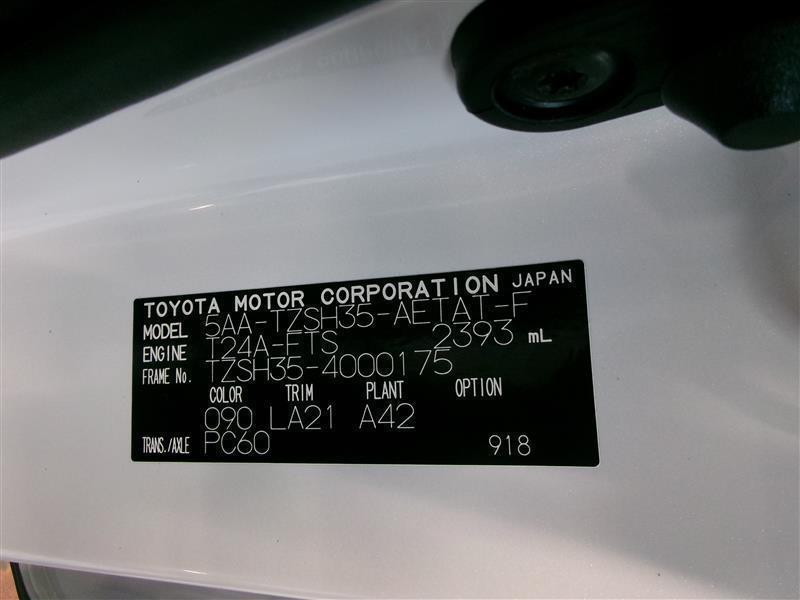 TOYOTA MOTOR CORPORATION JAPAN
MODEL 5AA-TZSH35-AETAT-F
ENGINE T24A-FTS 2393 mL
FRAME No. TZSH35-4000175
COLOR TRIM PLANT OPTION
090 LA21 A42
TRANS./AXLE PC60 918